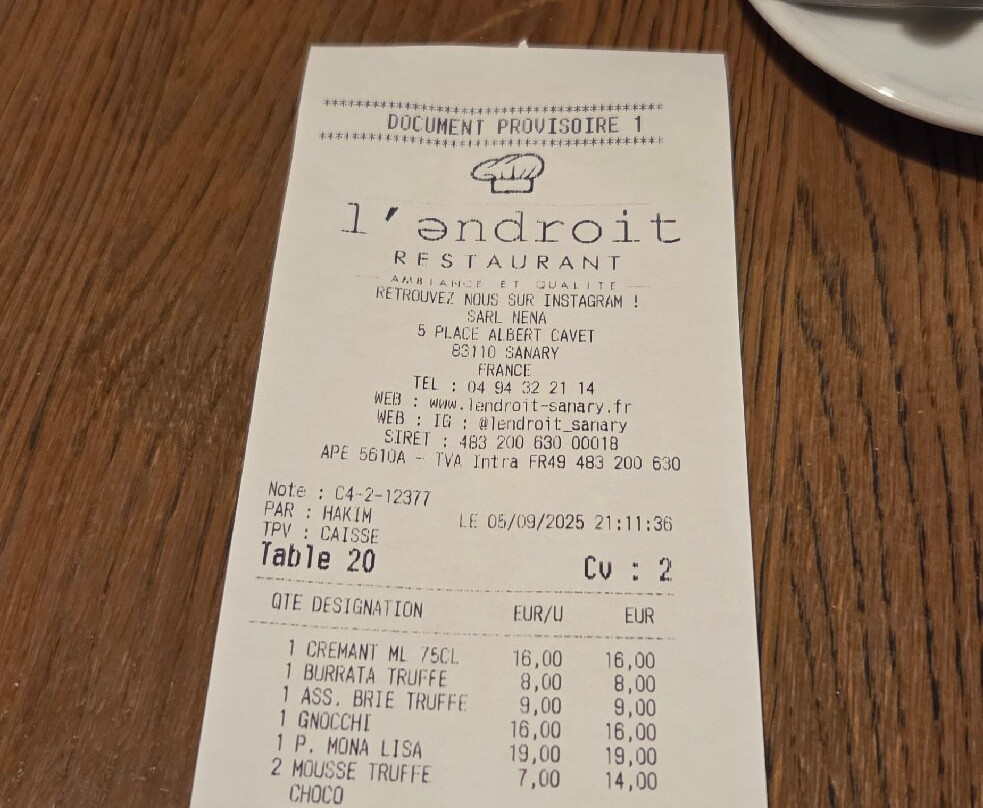 ***************************************
DOCUMENT PROVISOIRE 1
***************************************
l'əndroit
RESTAURANT
AMBIANCE ET QUALITE
RETROUVEZ NOUS SUR INSTAGRAM !
SARL NENA
5 PLACE ALBERT CAVET
83110 SANARY
FRANCE
TEL : 04 94 32 21 14
WEB : www.lendroit-sanary.fr
WEB : IG : @lendroit_sanary
SIRET : 483 200 630 00018
APE 5610A - TVA Intra FR49 483 200 630
Note : C4-2-12377
PAR : HAKIM LE 05/09/2025 21:11:36
TPV : CAISSE
Table 20 Cv : 2
QTE DESIGNATION EUR/U EUR
1 CREMANT ML 75CL 16,00 16,00
1 BURRATA TRUFFE 8,00 8,00
1 ASS. BRIE TRUFFE 9,00 9,00
1 GNOCCHI 16,00 16,00
1 P. MONA LISA 19,00 19,00
2 MOUSSE TRUFFE 7,00 14,00
CHOCO